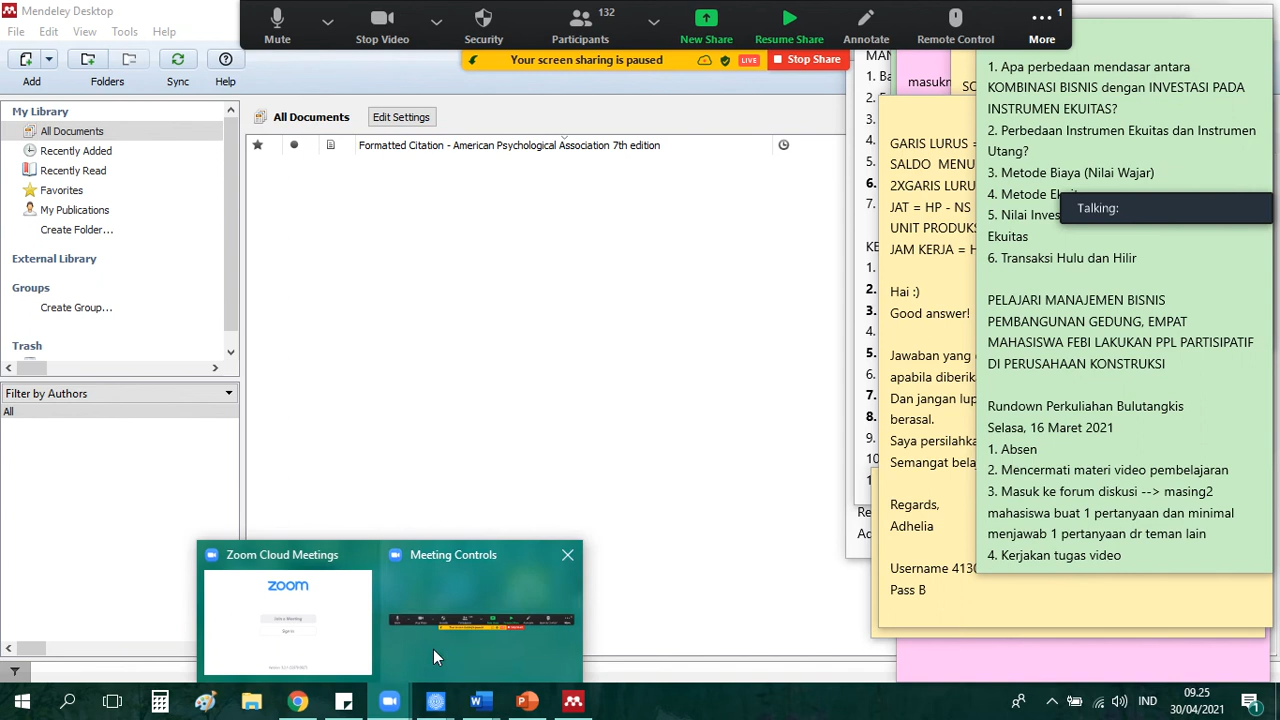 Mendeley Desktop
File Edit View Tools Help
Add Folders Sync Help
Mute Stop Video Security Participants 132 New Share Resume Share Annotate Remote Control More 1
Your screen sharing is paused LIVE Stop Share
My Library
All Documents
Recently Added
Recently Read
Favorites
My Publications
Create Folder...
External Library
Groups
Create Group...
Trash
Filter by Authors
All
All Documents Edit Settings
Formatted Citation - American Psychological Association 7th edition
masukn
GARIS LURUS =
SALDO MENU
2XGARIS LURU
JAT = HP - NS
UNIT PRODUKS
JAM KERJA = H
Hai :)
Good answer!
Jawaban yang
apabila diberik
Dan jangan lup
berasal.
Saya persilahka
Semangat bela
Regards,
Adhelia
Username 4130
Pass B
1. Apa perbedaan mendasar antara
KOMBINASI BISNIS dengan INVESTASI PADA
INSTRUMEN EKUITAS?
2. Perbedaan Instrumen Ekuitas dan Instrumen
Utang?
3. Metode Biaya (Nilai Wajar)
4. Metode
Talking:
5. Nilai Inves
Ekuitas
6. Transaksi Hulu dan Hilir
PELAJARI MANAJEMEN BISNIS
PEMBANGUNAN GEDUNG, EMPAT
MAHASISWA FEBI LAKUKAN PPL PARTISIPATIF
DI PERUSAHAAN KONSTRUKSI
Rundown Perkuliahan Bulutangkis
Selasa, 16 Maret 2021
1. Absen
2. Mencermati materi video pembelajaran
3. Masuk ke forum diskusi --> masing2
mahasiswa buat 1 pertanyaan dan minimal
menjawab 1 pertanyaan dr teman lain
4. Kerjakan tugas video
Zoom Cloud Meetings Meeting Controls
zoom
Join a Meeting
Sign In
IND
09.25
30/04/2021